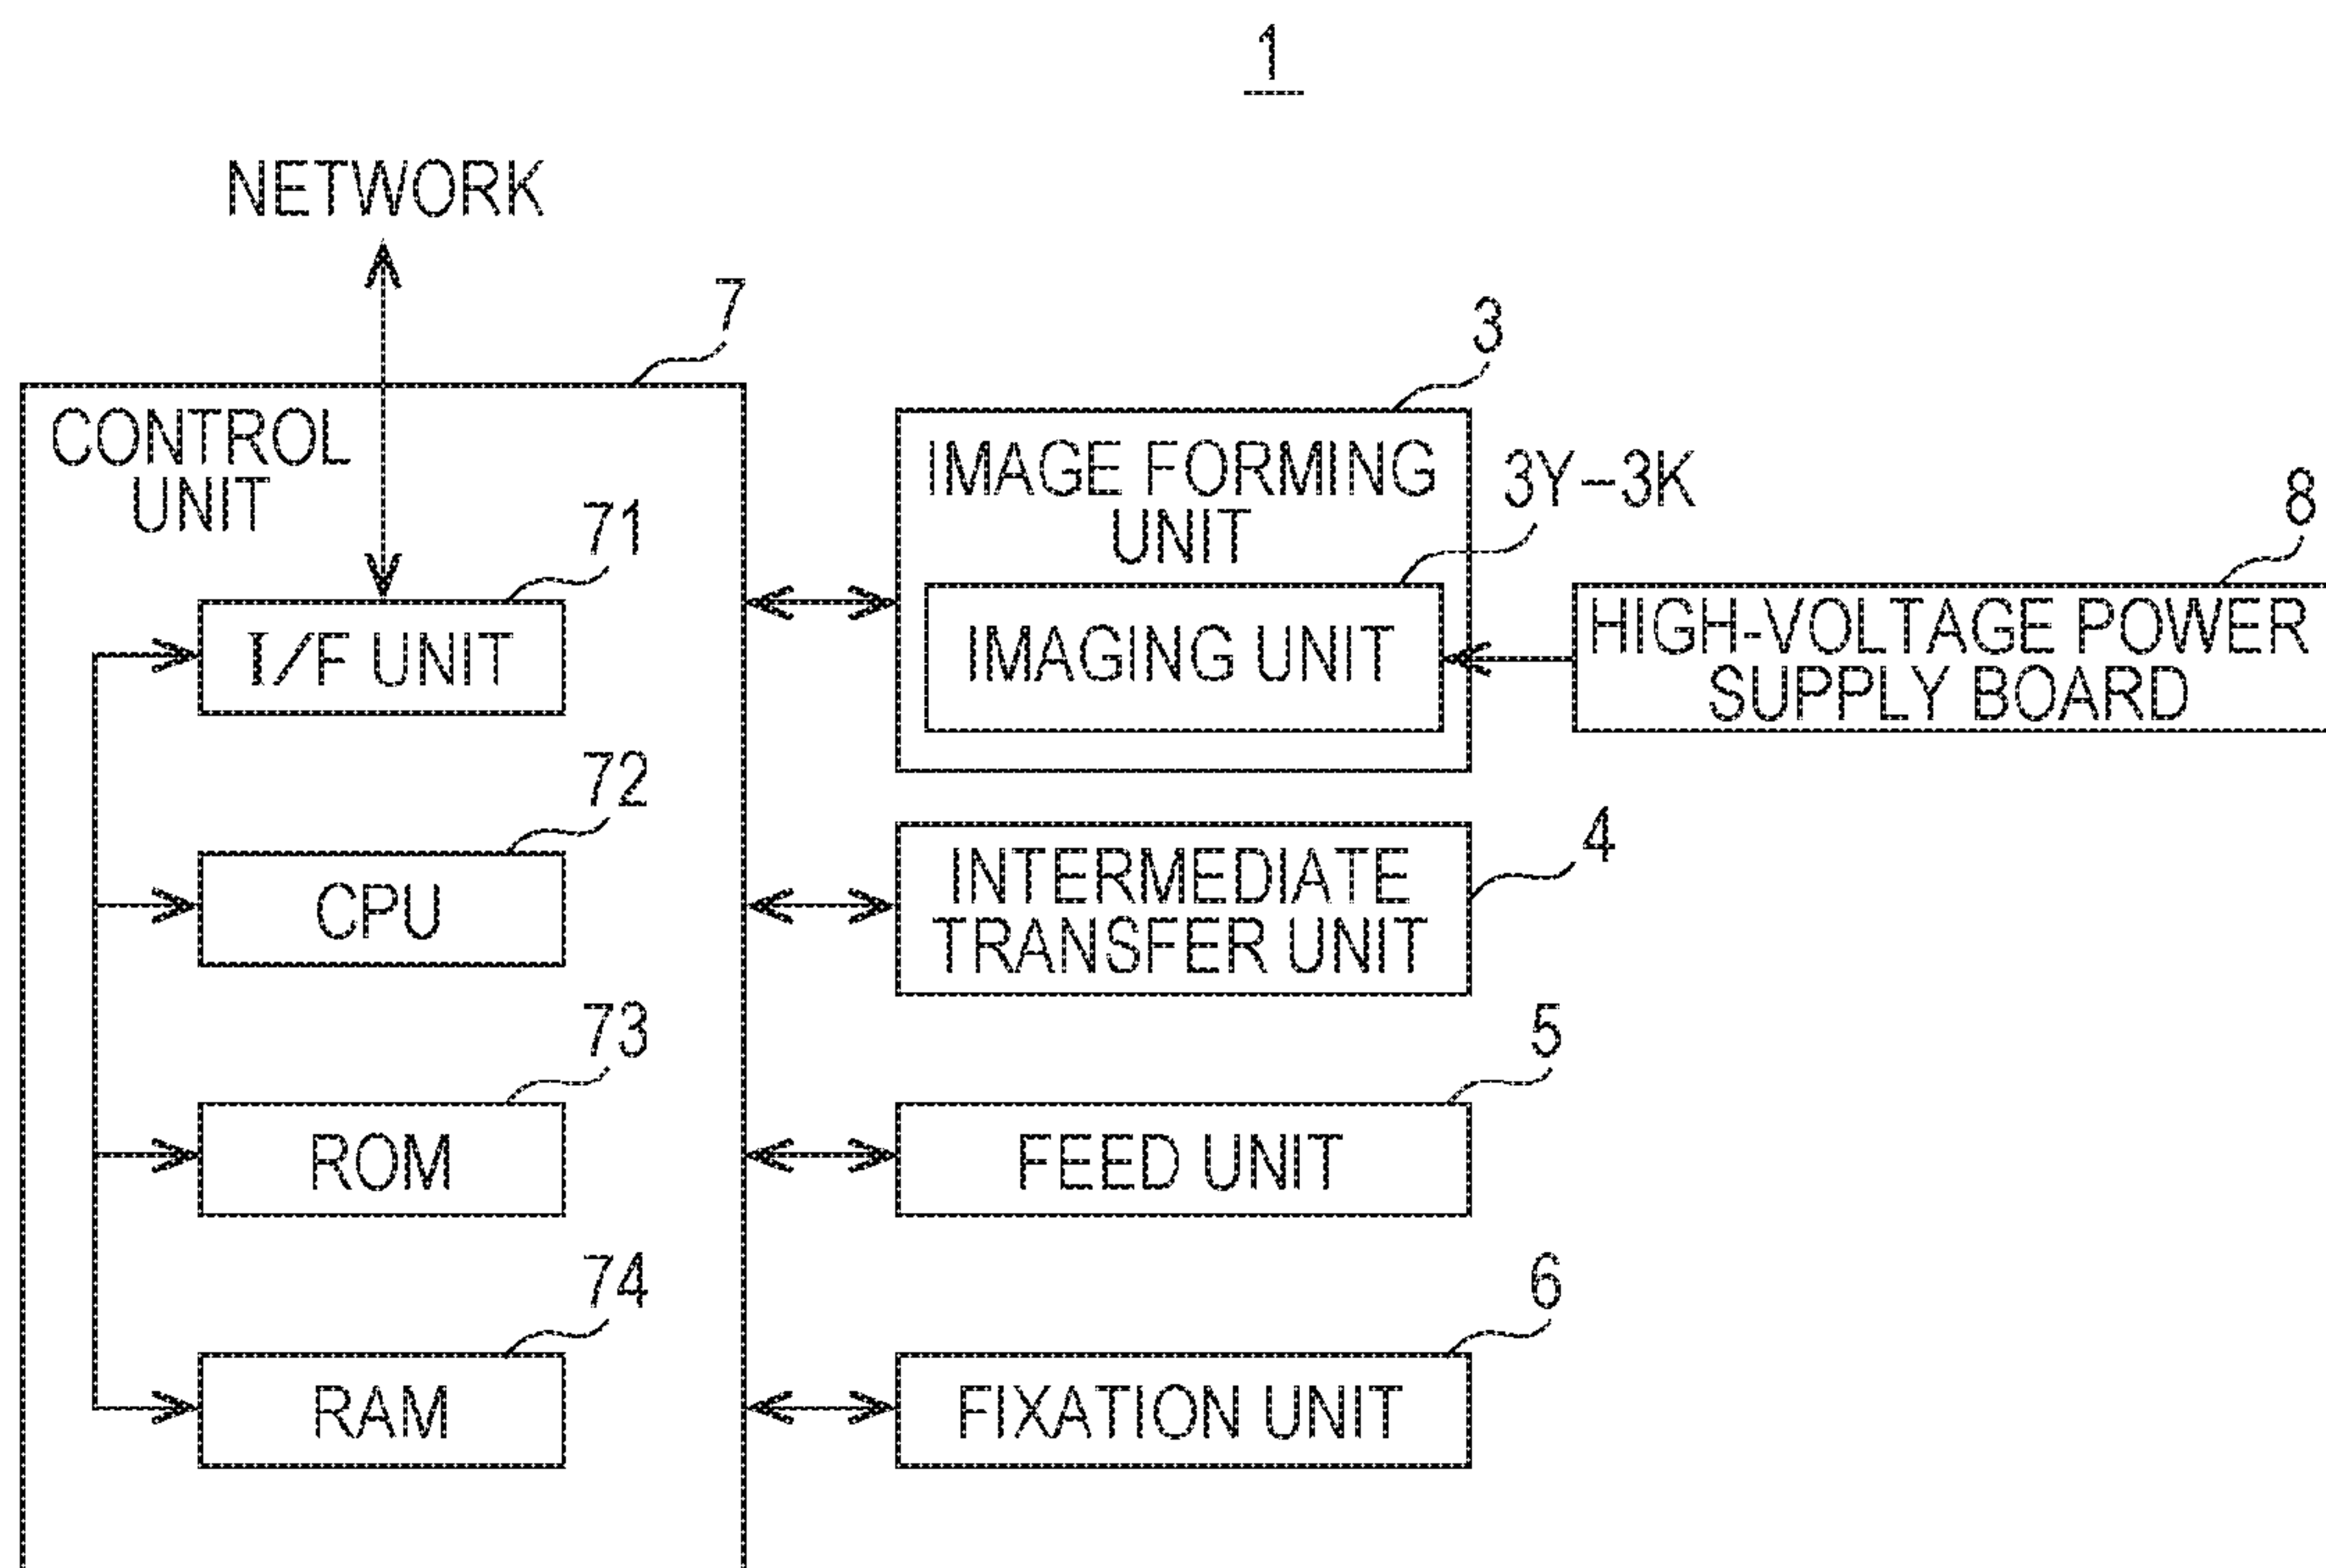 1
NETWORK
7
CONTROL
UNIT
71
I/F UNIT
72
CPU
73
ROM
74
RAM
3
IMAGE FORMING
UNIT
3Y-3K
IMAGING UNIT
8
HIGH-VOLTAGE POWER
SUPPLY BOARD
4
INTERMEDIATE
TRANSFER UNIT
5
FEED UNIT
6
FIXATION UNIT